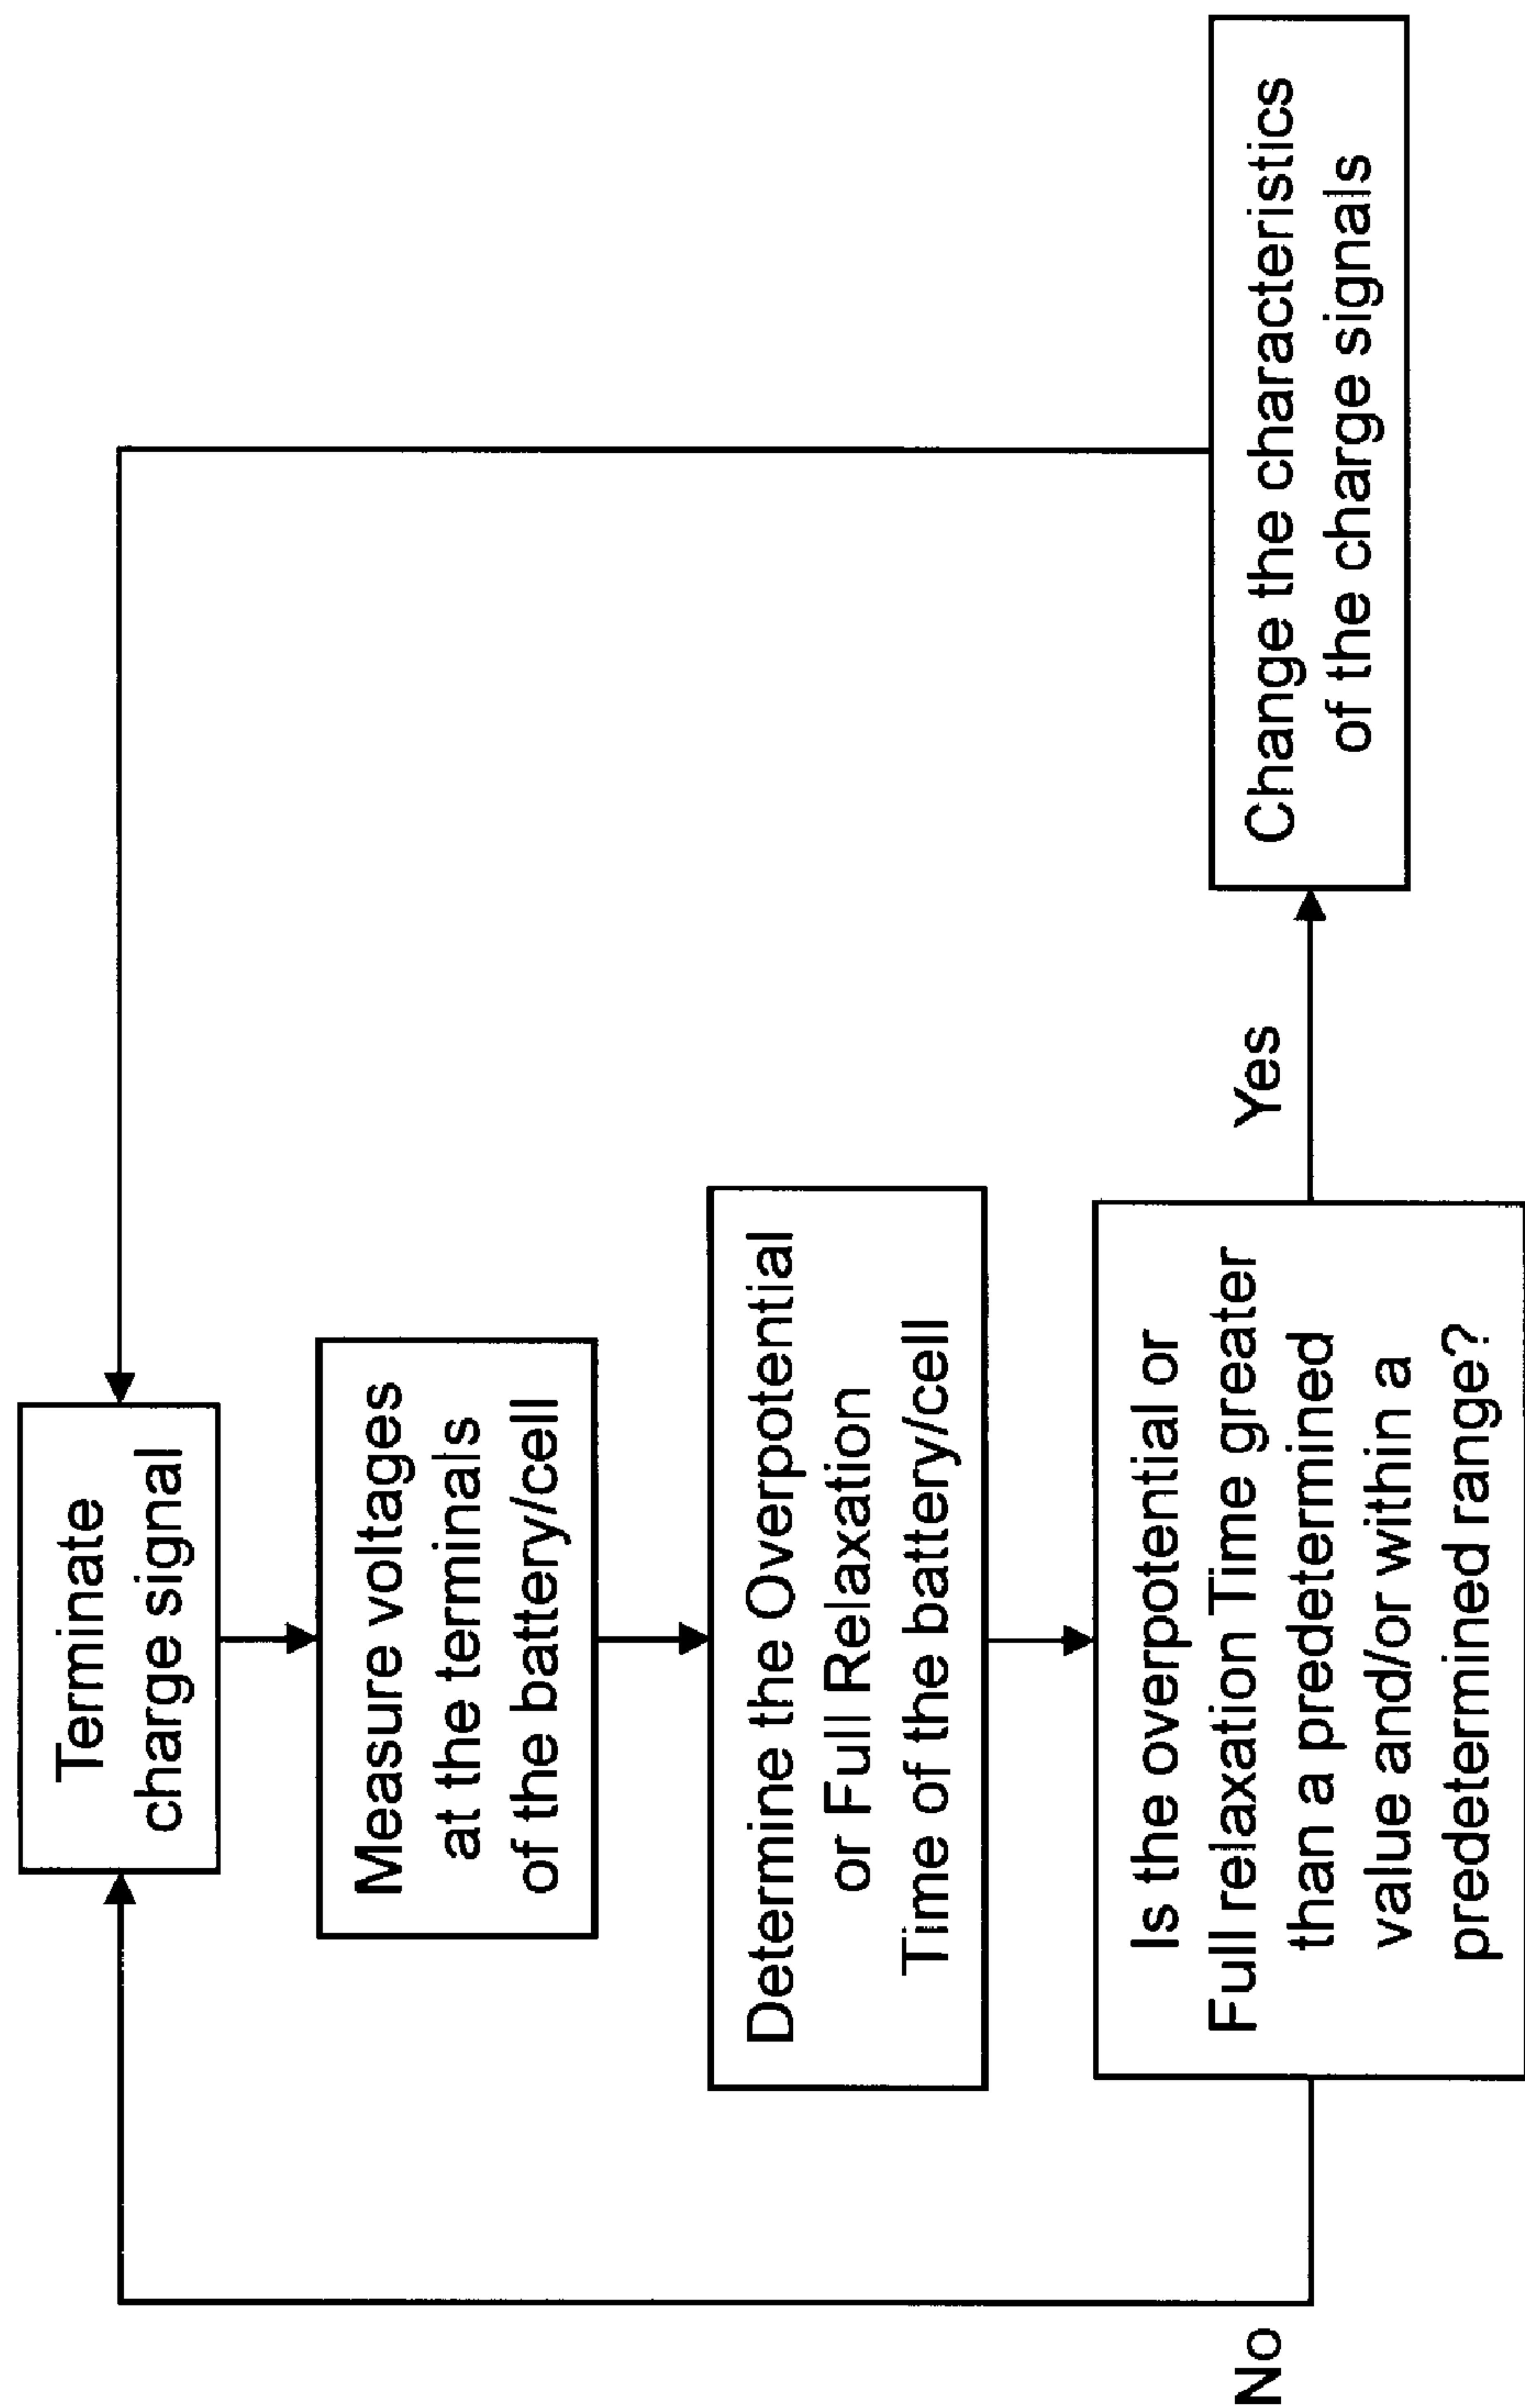 Terminate
charge signal
Measure voltages
at the terminals
of the battery/cell
Determine the Overpotential
or Full Relaxation
Time of the battery/cell
Is the overpotential or
Full relaxation Time greater
than a predetermined
value and/or within a
predetermined range?
No
Yes
Change the characteristics
of the charge signals